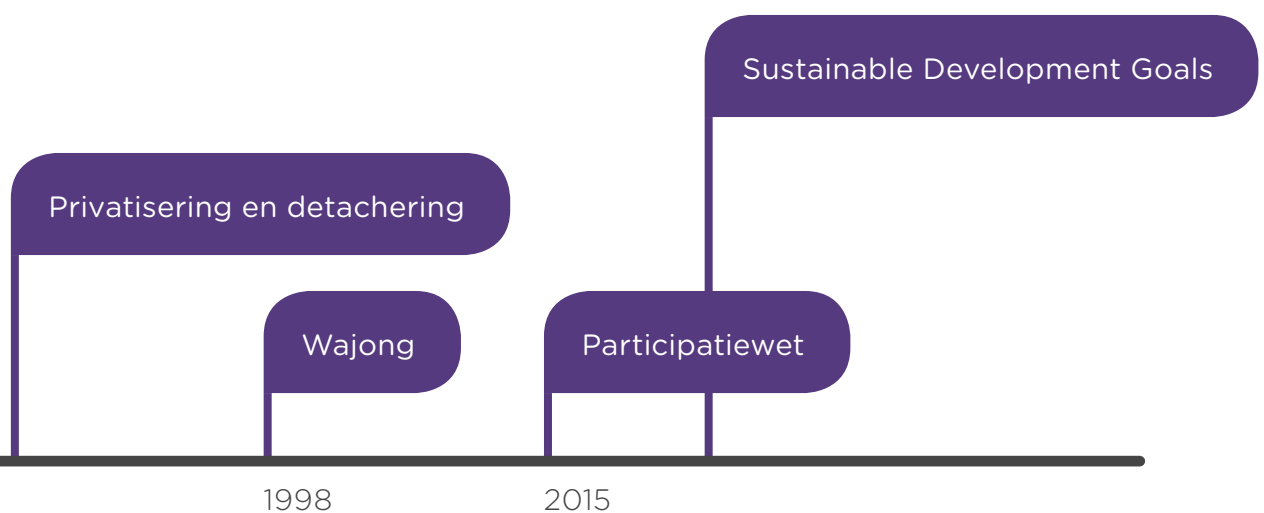 Sustainable Development Goals
Privatisering en detachering
Wajong
Participatiewet
1998
2015